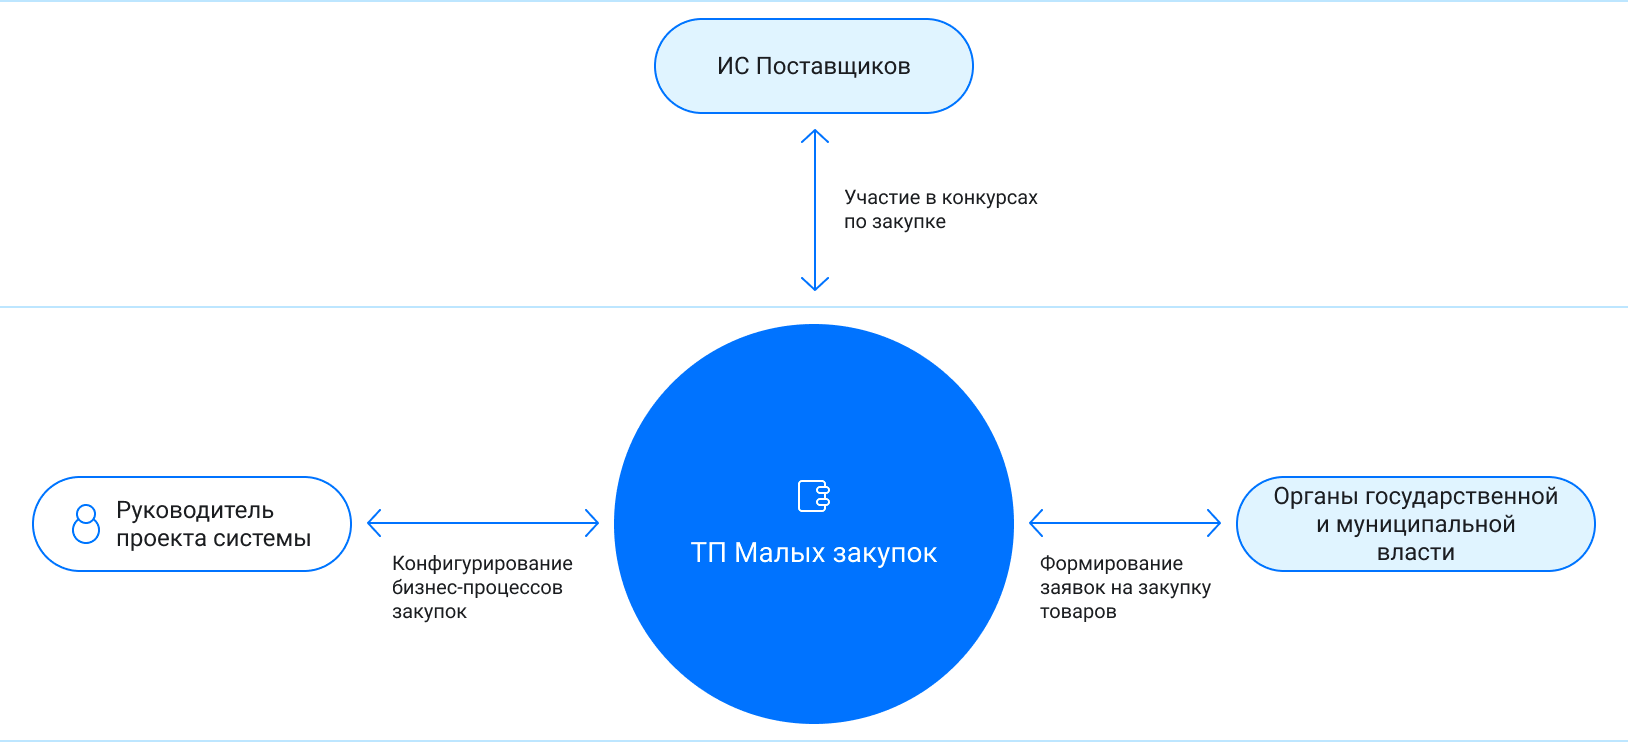 ИС Поставщиков
Участие в конкурсах
по закупке
Руководитель
проекта системы
Конфигурирование
бизнес-процессов
закупок
ТП Малых закупок
Формирование
заявок на закупку
товаров
Органы государственной
и муниципальной
власти